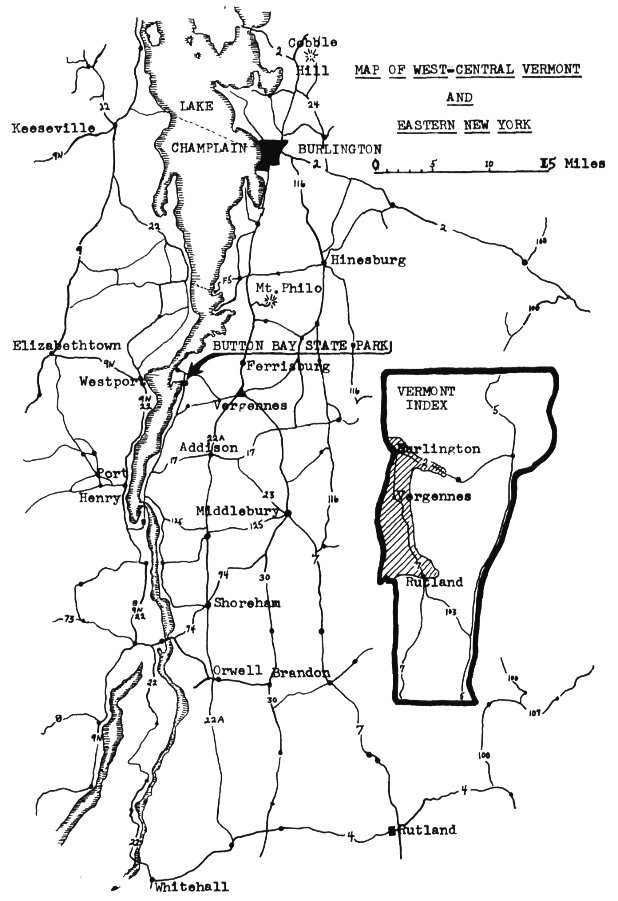 MAP OF WEST-CENTRAL VERMONT
AND
EASTERN NEW YORK
0 5 10 15 Miles
2
Cobble
Hill
LAKE
22
24
Keeseville
CHAMPLAIN
BURLINGTON
9N
2
116
22
2
100
9
Hinesburg
F5
Mt. Philo
100
Elizabethtown
BUTTON BAY STATE PARK
9N
Ferrisburg
Westport
9N
22
Vergennes
116
VERMONT
INDEX
5
22A
Addison
17
17
Burlington
2
Port
Henry
23
Vergennes
Middlebury
125
125
116
7
74
30
7
Rutland
103
Shoreham
9N
22
73
74
Orwell
Brandon
22
30
7
5
100
107
8
9N
22A
7
100
4
4
Rutland
22
Whitehall